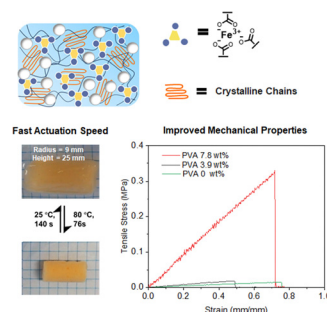 O
O
-Fe3+-
O
O
= Crystalline Chains
Fast Actuation Speed
Radius = 9 mm
Height = 25 mm
25 °C,
140 s
80 °C,
76s
Improved Mechanical Properties
PVA 7.8 wt%
PVA 3.9 wt%
PVA 0 wt%
Tensile Stress (MPa)
0.4
0.3
0.2
0.1
0.0
0.0 0.2 0.4 0.6 0.8 1.0
Strain (mm/mm)